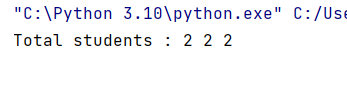 "C:\Python 3.10\python.exe" C:/Use
Total students : 2 2 2